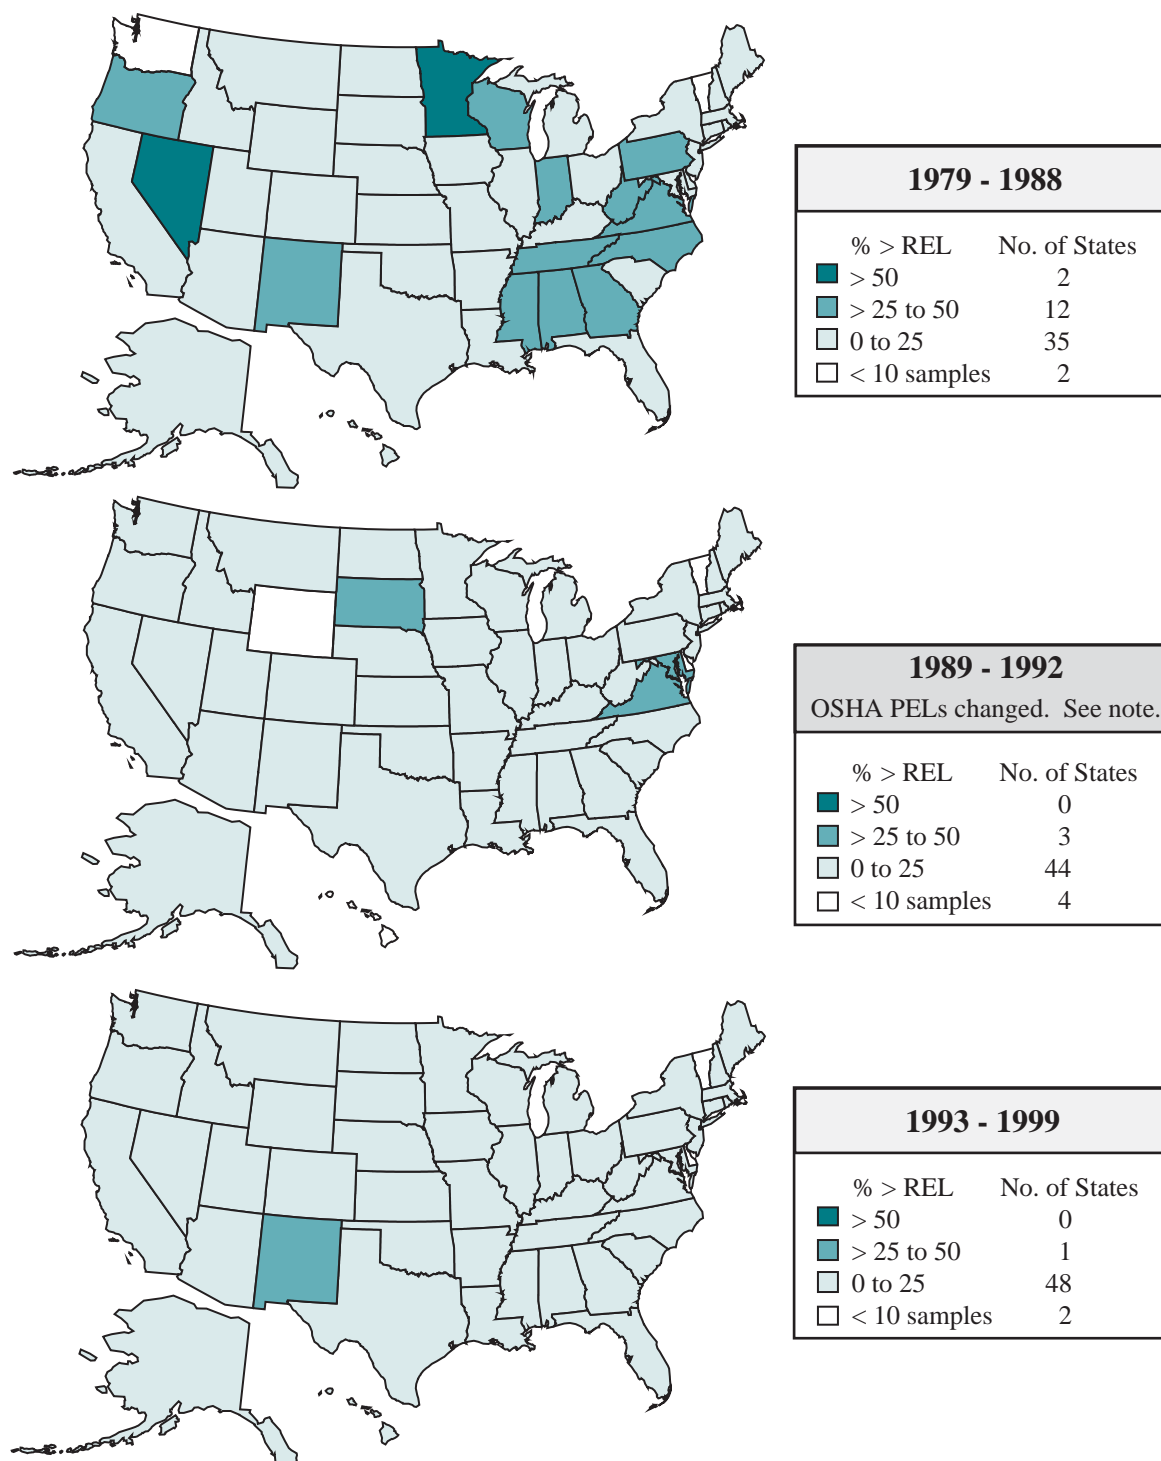 1979 - 1988
% > REL No. of States
> 50 2
> 25 to 50 12
0 to 25 35
< 10 samples 2
1989 - 1992
OSHA PELs changed. See note.
% > REL No. of States
> 50 0
> 25 to 50 3
0 to 25 44
< 10 samples 4
1993 - 1999
% > REL No. of States
> 50 0
> 25 to 50 1
0 to 25 48
< 10 samples 2